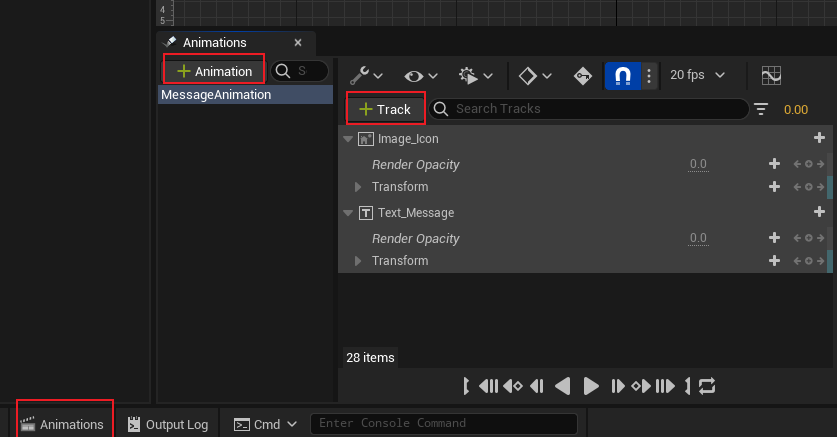 4
5
Animations ×
+ Animation S
MessageAnimation
20 fps
+ Track Search Tracks 0.00
Image_Icon
Render Opacity 0.0
Transform
Text_Message
Render Opacity 0.0
Transform
28 items
Animations Output Log Cmd Enter Console Command